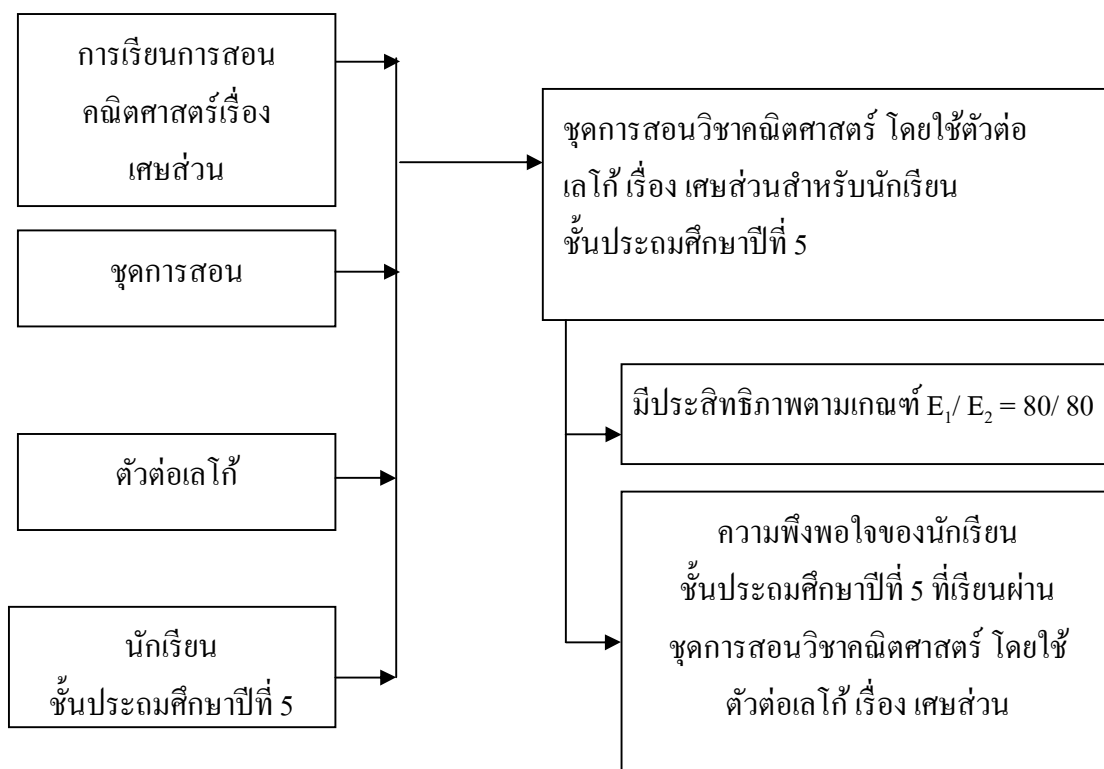 การเรียนการสอน
คณิตศาสตร์เรื่อง
เศษส่วน
ชุดการสอน
ตัวต่อเลโก้
นักเรียน
ชั้นประถมศึกษาปีที่ 5
ชุดการสอนวิชาคณิตศาสตร์ โดยใช้ตัวต่อ
เลโก้ เรื่อง เศษส่วนสำหรับนักเรียน
ชั้นประถมศึกษาปีที่ 5
มีประสิทธิภาพตามเกณฑ์ E₁/ E₂ = 80/ 80
ความพึงพอใจของนักเรียน
ชั้นประถมศึกษาปีที่ 5 ที่เรียนผ่าน
ชุดการสอนวิชาคณิตศาสตร์ โดยใช้
ตัวต่อเลโก้ เรื่อง เศษส่วน